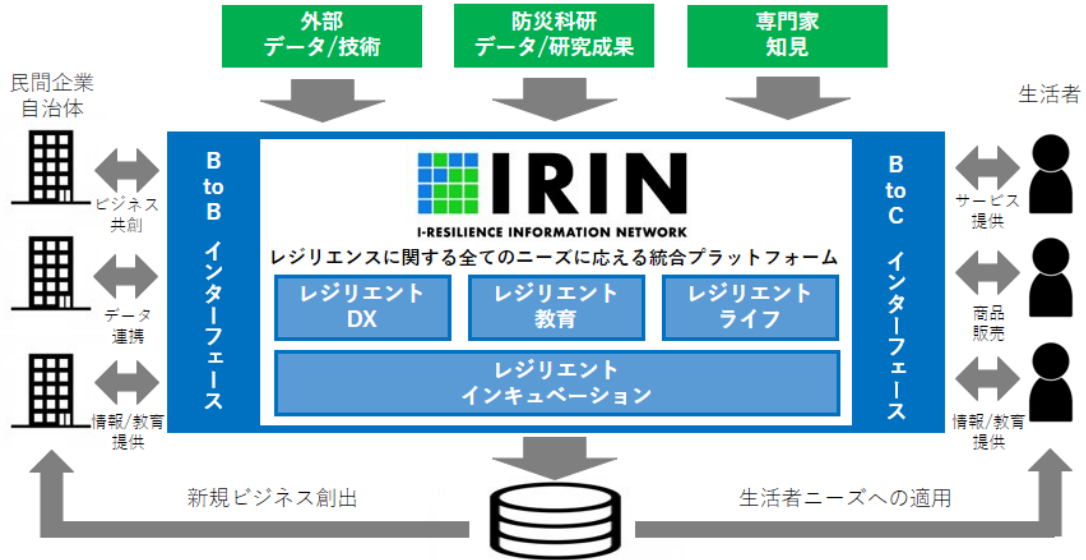 外部
データ/技術
防災科研
データ/研究成果
専門家
知見
民間企業
自治体
生活者
BtoB インターフェース
ビジネス
共創
データ
連携
情報/教育
提供
IRIN
I-RESILIENCE INFORMATION NETWORK
レジリエンスに関する全てのニーズに応える統合プラットフォーム
レジリエント
DX
レジリエント
教育
レジリエント
ライフ
レジリエント
インキュベーション
BtoC インターフェース
サービス
提供
商品
販売
情報/教育
提供
新規ビジネス創出
生活者ニーズへの適用